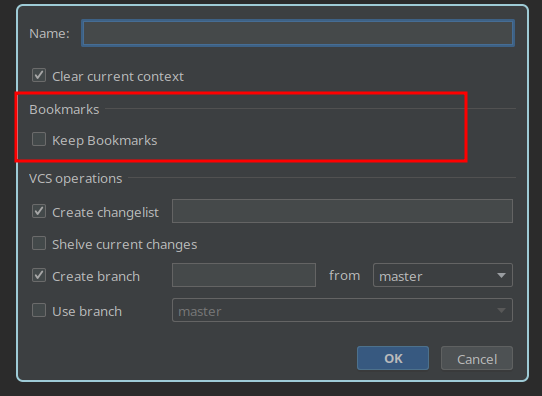 Name:
Clear current context
Bookmarks
Keep Bookmarks
VCS operations
Create changelist
Shelve current changes
Create branch from master
Use branch master
OK Cancel